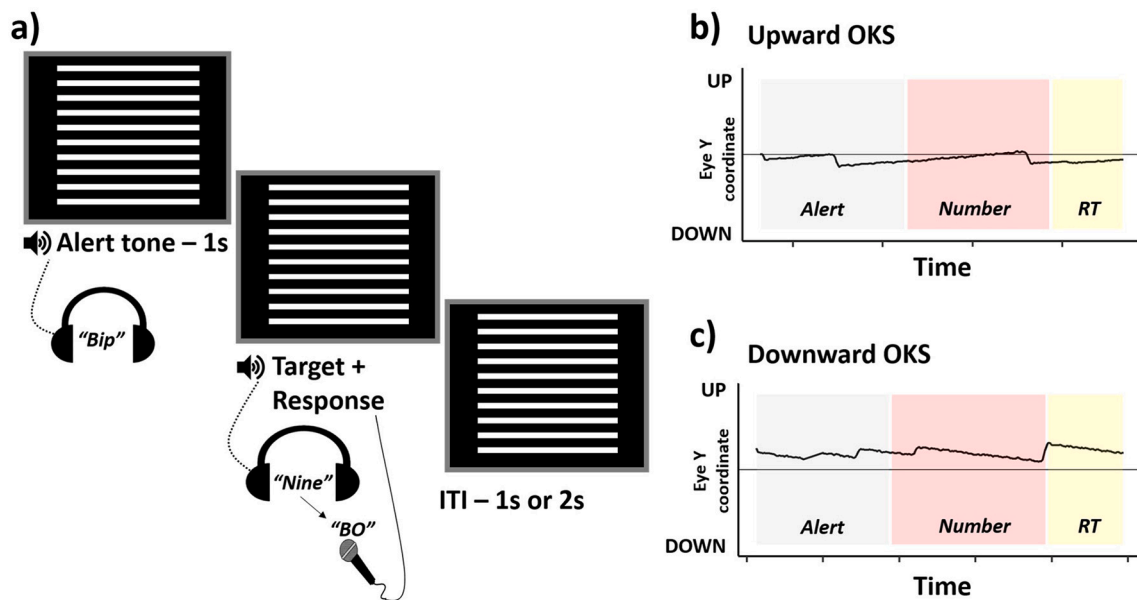 a)
Alert tone – 1s
“Bip”
Target +
Response
“Nine”
“BO”
ITI – 1s or 2s
b)
Upward OKS
UP
Eye Y
coordinate
DOWN
Alert
Number
RT
Time
c)
Downward OKS
UP
Eye Y
coordinate
DOWN
Alert
Number
RT
Time